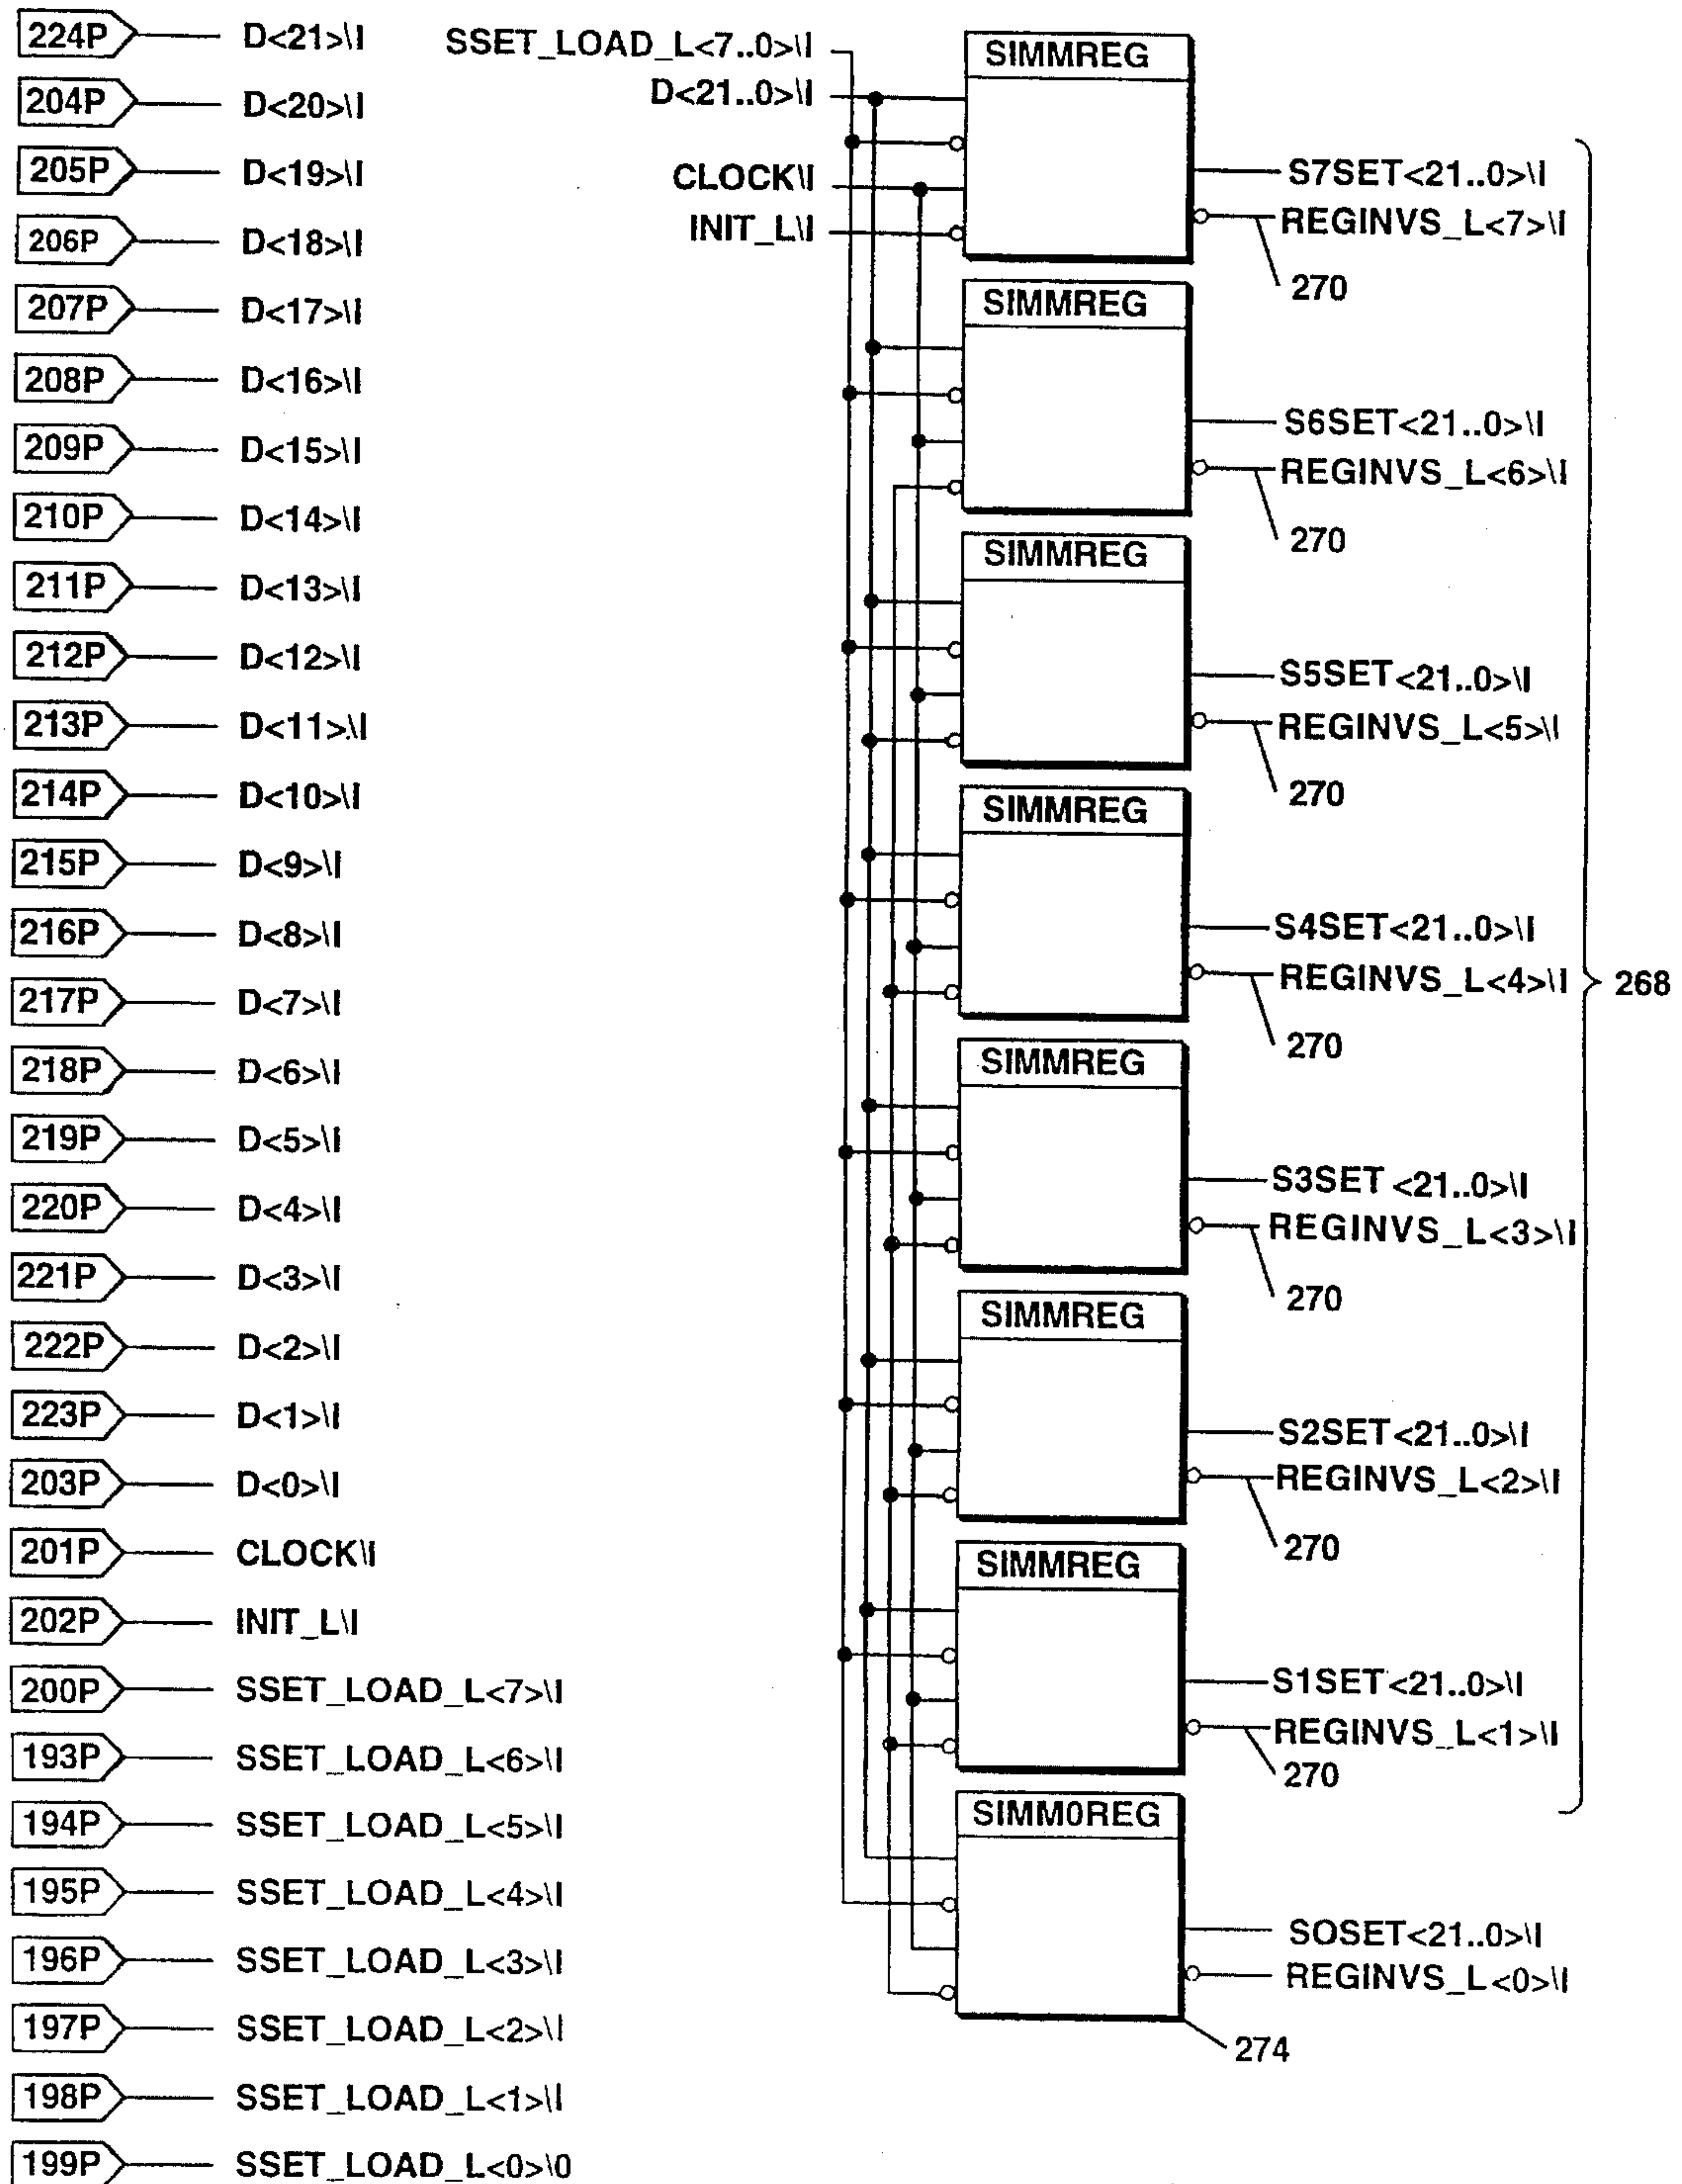 224P D<21>\I
204P D<20>\I
205P D<19>\I
206P D<18>\I
207P D<17>\I
208P D<16>\I
209P D<15>\I
210P D<14>\I
211P D<13>\I
212P D<12>\I
213P D<11>\I
214P D<10>\I
215P D<9>\I
216P D<8>\I
217P D<7>\I
218P D<6>\I
219P D<5>\I
220P D<4>\I
221P D<3>\I
222P D<2>\I
223P D<1>\I
203P D<0>\I
201P CLOCK\I
202P INIT_L\I
200P SSET_LOAD_L<7>\I
193P SSET_LOAD_L<6>\I
194P SSET_LOAD_L<5>\I
195P SSET_LOAD_L<4>\I
196P SSET_LOAD_L<3>\I
197P SSET_LOAD_L<2>\I
198P SSET_LOAD_L<1>\I
199P SSET_LOAD_L<0>\0
SSET_LOAD_L<7..0>\I
D<21..0>\I
CLOCK\I
INIT_L\I
SIMMREG
S7SET<21..0>\I
REGINVS_L<7>\I
270
SIMMREG
S6SET<21..0>\I
REGINVS_L<6>\I
270
SIMMREG
S5SET<21..0>\I
REGINVS_L<5>\I
270
SIMMREG
S4SET<21..0>\I
REGINVS_L<4>\I
270
268
SIMMREG
S3SET <21..0>\I
REGINVS_L<3>\I
270
SIMMREG
S2SET<21..0>\I
REGINVS_L<2>\I
270
SIMMREG
S1SET<21..0>\I
REGINVS_L<1>\I
270
SIMM0REG
SOSET<21..0>\I
REGINVS_L<0>\I
274